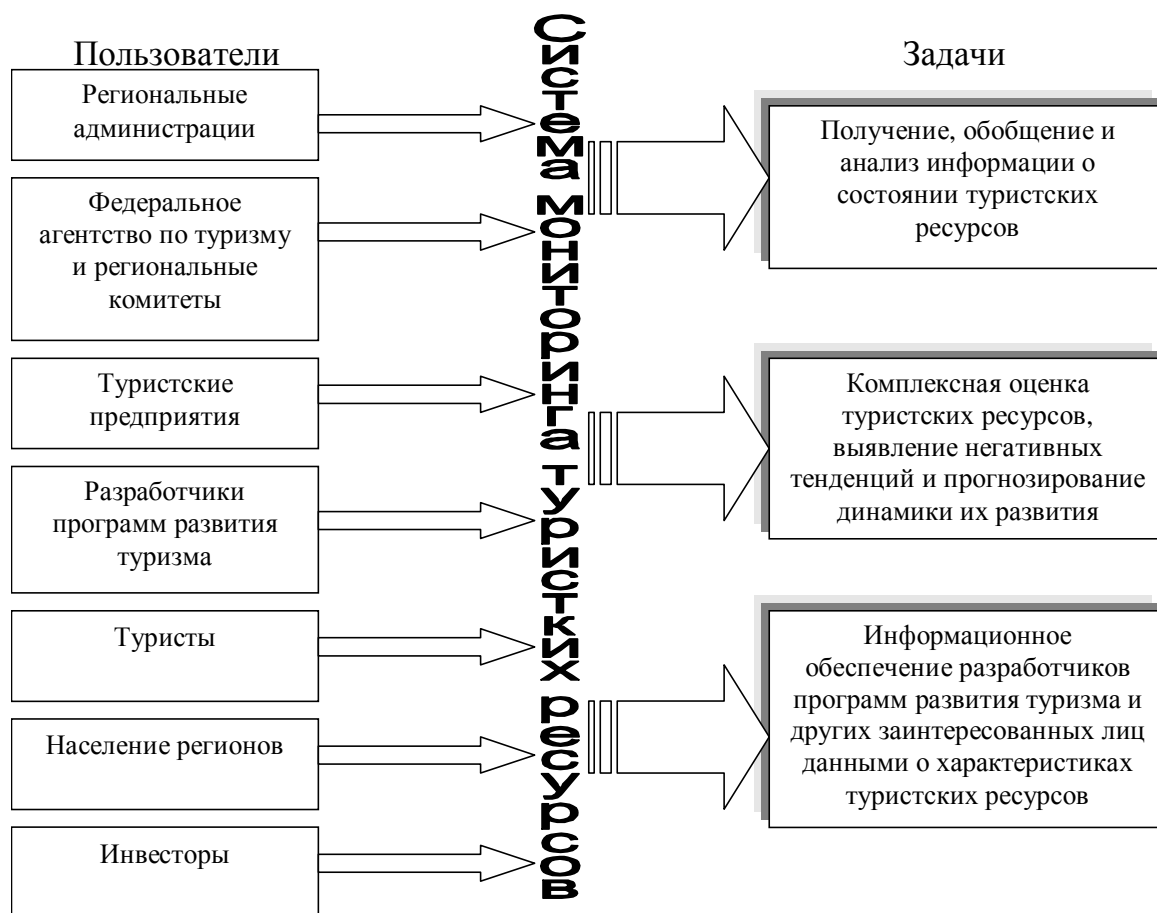 Пользователи
Региональные
администрации
Федеральное
агентство по туризму
и региональные
комитеты
Туристские
предприятия
Разработчики
программ развития
туризма
Туристы
Население регионов
Инвесторы
Система мониторинга туристких ресурсов
Задачи
Получение, обобщение и
анализ информации о
состоянии туристских
ресурсов
Комплексная оценка
туристских ресурсов,
выявление негативных
тенденций и прогнозирование
динамики их развития
Информационное
обеспечение разработчиков
программ развития туризма и
других заинтересованных лиц
данными о характеристиках
туристских ресурсов